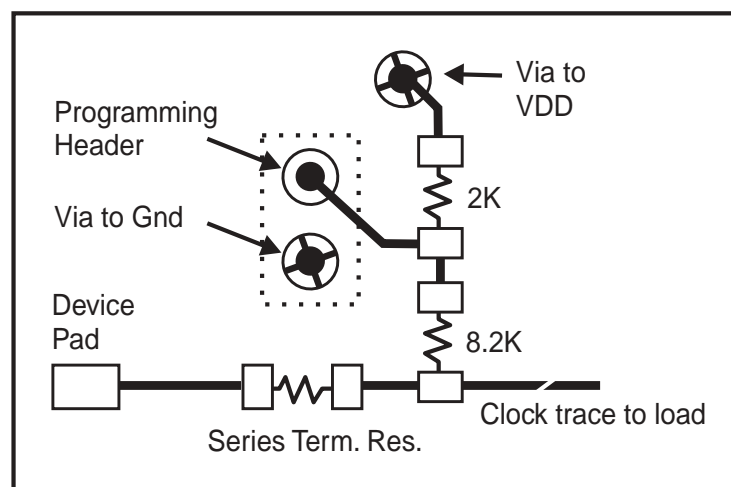 Via to
VDD
Programming
Header
2K
Via to Gnd
Device
Pad
8.2K
Clock trace to load
Series Term. Res.